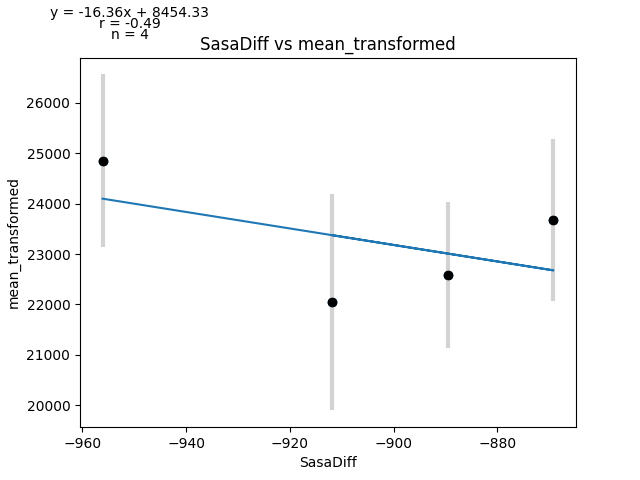 y = -16.36x + 8454.33
r = -0.49
n = 4
SasaDiff vs mean_transformed
26000
25000
24000
23000
22000
21000
20000
mean_transformed
−960
−940
−920
−900
−880
SasaDiff